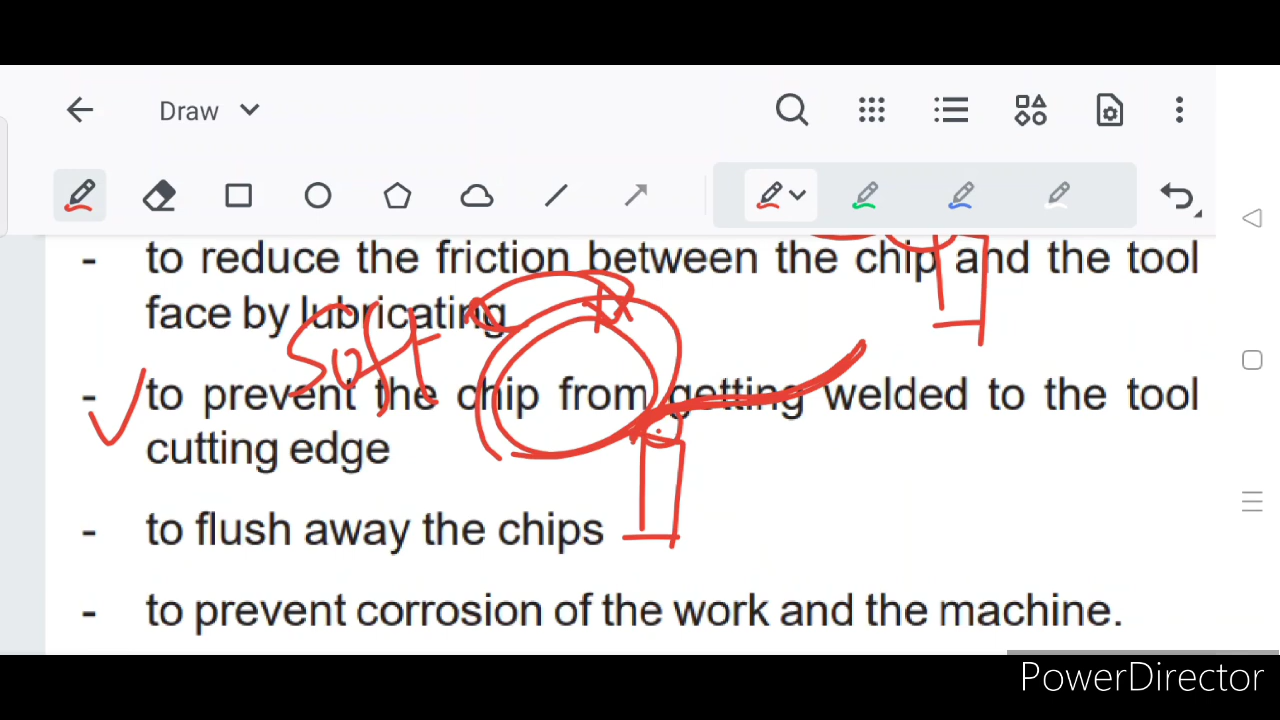 Draw
- to reduce the friction between the chip and the tool
face by lubricating
soft
- to prevent the chip from getting welded to the tool
cutting edge
- to flush away the chips
- to prevent corrosion of the work and the machine.
PowerDirector